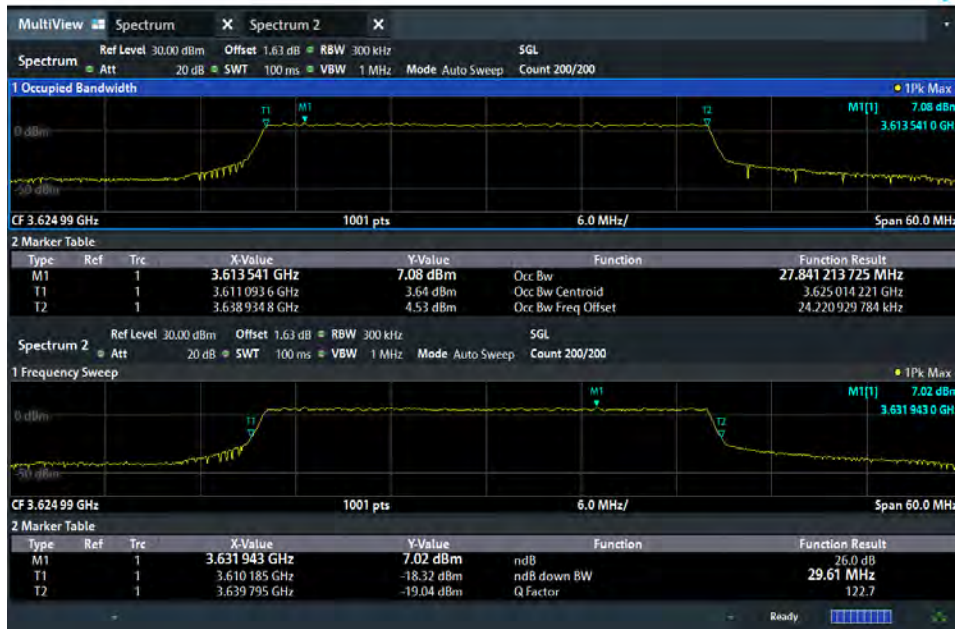 MultiView Spectrum X Spectrum 2 X
Ref Level 30.00 dBm Offset 1.63 dB RBW 300 kHz SGL
Spectrum Att 20 dB SWT 100 ms VBW 1 MHz Mode Auto Sweep Count 200/200
1 Occupied Bandwidth 1Pk Max
T1 M1 T2 M1[1] 7.08 dBm
0 dBm 3.613 541 0 GH
-50 dBm
CF 3.624 99 GHz 1001 pts 6.0 MHz/ Span 60.0 MHz
2 Marker Table
Type Ref Trc X-Value Y-Value Function Function Result
M1 1 3.613 541 GHz 7.08 dBm Occ Bw 27.841 213 725 MHz
T1 1 3.611 093 6 GHz 3.64 dBm Occ Bw Centroid 3.625 014 221 GHz
T2 1 3.638 934 8 GHz 4.53 dBm Occ Bw Freq Offset 24.220 929 784 kHz
Ref Level 30.00 dBm Offset 1.63 dB RBW 300 kHz SGL
Spectrum 2 Att 20 dB SWT 100 ms VBW 1 MHz Mode Auto Sweep Count 200/200
1 Frequency Sweep 1Pk Max
M1 M1[1] 7.02 dBm
0 dBm T1 T2 3.631 943 0 GH
-50 dBm
CF 3.624 99 GHz 1001 pts 6.0 MHz/ Span 60.0 MHz
2 Marker Table
Type Ref Trc X-Value Y-Value Function Function Result
M1 1 3.631 943 GHz 7.02 dBm ndB 26.0 dB
T1 1 3.610 185 GHz -18.32 dBm ndB down BW 29.61 MHz
T2 1 3.639 795 GHz -19.04 dBm Q Factor 122.7
Ready